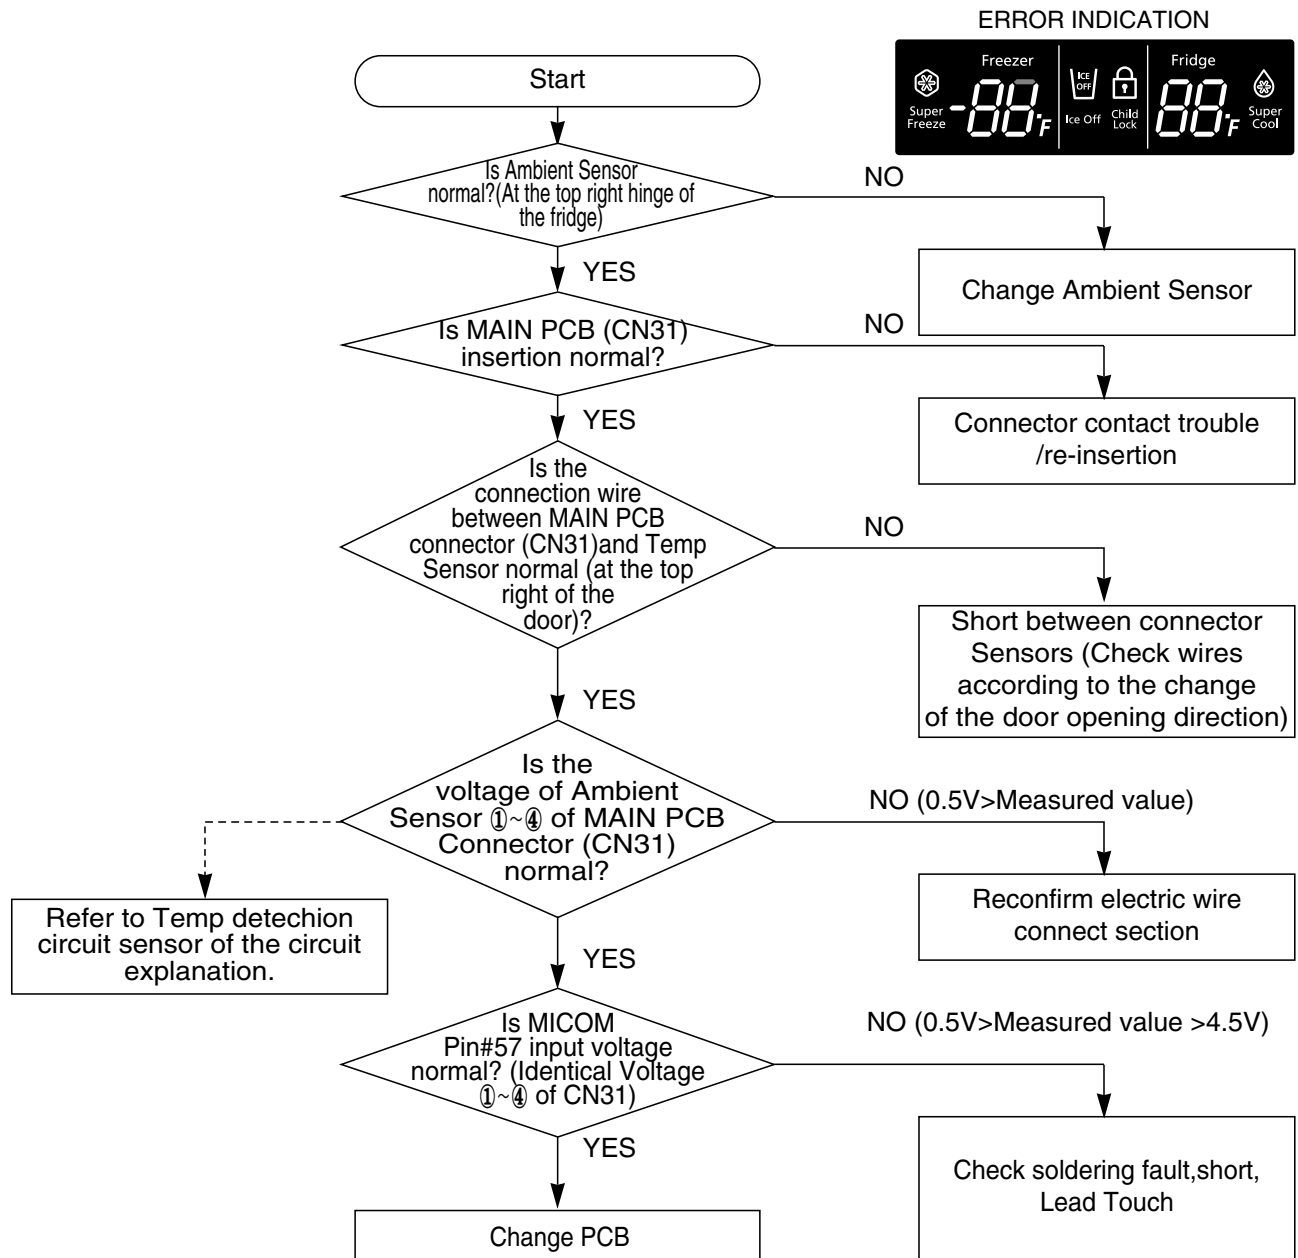 ERROR INDICATION
Freezer
Fridge
ICE
OFF
Super
Freeze
-88°F
Ice Off
Child
Lock
88°F
Super
Cool
Start
Is Ambient Sensor
normal?(At the top right hinge of
the fridge)
NO
Change Ambient Sensor
YES
Is MAIN PCB (CN31)
insertion normal?
NO
Connector contact trouble
/re-insertion
YES
Is the
connection wire
between MAIN PCB
connector (CN31)and Temp
Sensor normal (at the top
right of the
door)?
NO
Short between connector
Sensors (Check wires
according to the change
of the door opening direction)
YES
Is the
voltage of Ambient
Sensor ①~④ of MAIN PCB
Connector (CN31)
normal?
NO (0.5V>Measured value)
Reconfirm electric wire
connect section
Refer to Temp detechion
circuit sensor of the circuit
explanation.
YES
Is MICOM
Pin#57 input voltage
normal? (Identical Voltage
①~④ of CN31)
NO (0.5V>Measured value >4.5V)
Check soldering fault,short,
Lead Touch
YES
Change PCB